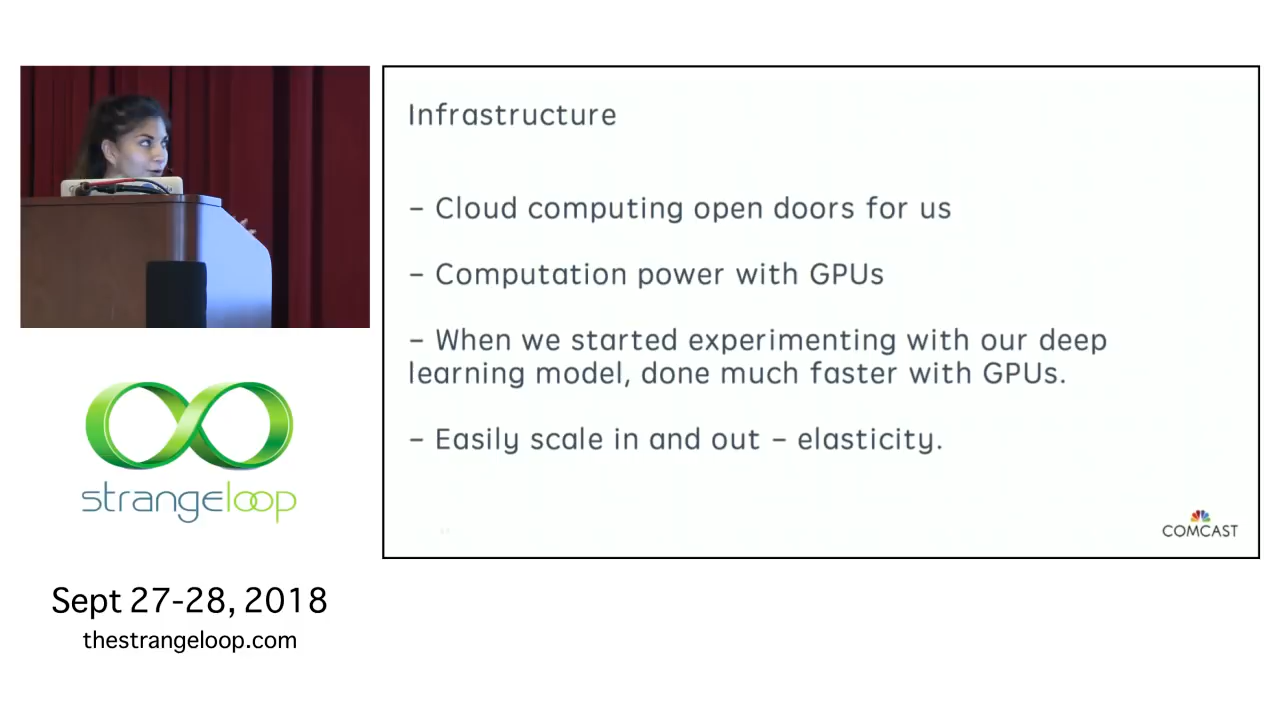 Infrastructure
– Cloud computing open doors for us
– Computation power with GPUs
– When we started experimenting with our deep
learning model, done much faster with GPUs.
– Easily scale in and out – elasticity.
COMCAST
strangeloop
Sept 27-28, 2018
thestrangeloop.com